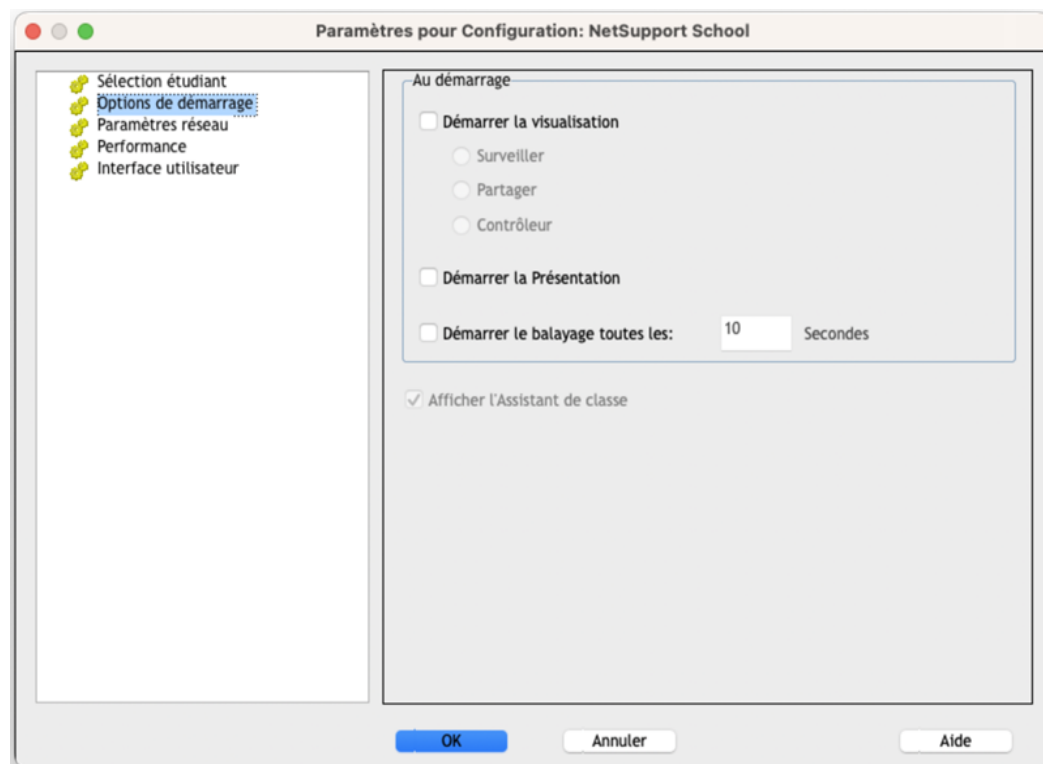 Paramètres pour Configuration: NetSupport School
Sélection étudiant
Options de démarrage
Paramètres réseau
Performance
Interface utilisateur
Au démarrage
Démarrer la visualisation
Surveiller
Partager
Contrôleur
Démarrer la Présentation
Démarrer le balayage toutes les: 10 Secondes
Afficher l'Assistant de classe
OK Annuler Aide